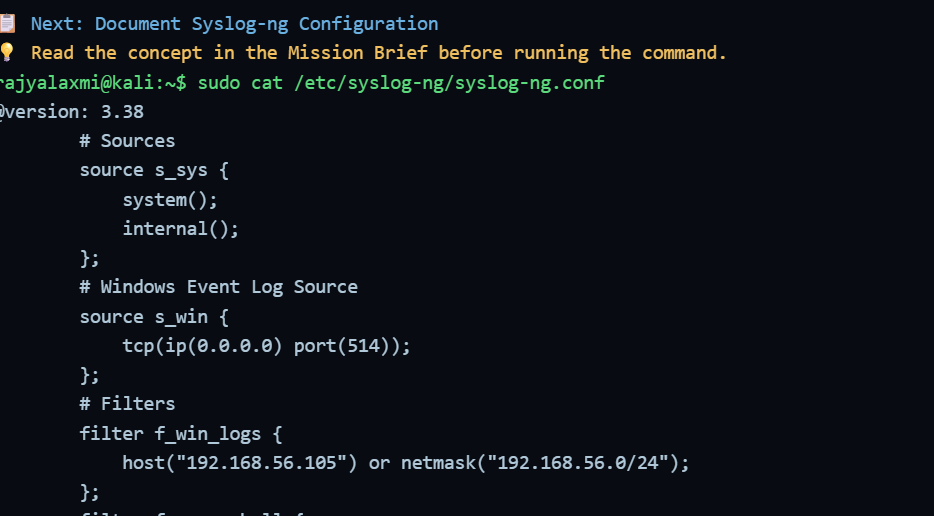 Next: Document Syslog-ng Configuration
Read the concept in the Mission Brief before running the command.
rajyalaxmi@kali:~$ sudo cat /etc/syslog-ng/syslog-ng.conf
@version: 3.38
# Sources
source s_sys {
system();
internal();
};
# Windows Event Log Source
source s_win {
tcp(ip(0.0.0.0) port(514));
};
# Filters
filter f_win_logs {
host("192.168.56.105") or netmask("192.168.56.0/24");
};